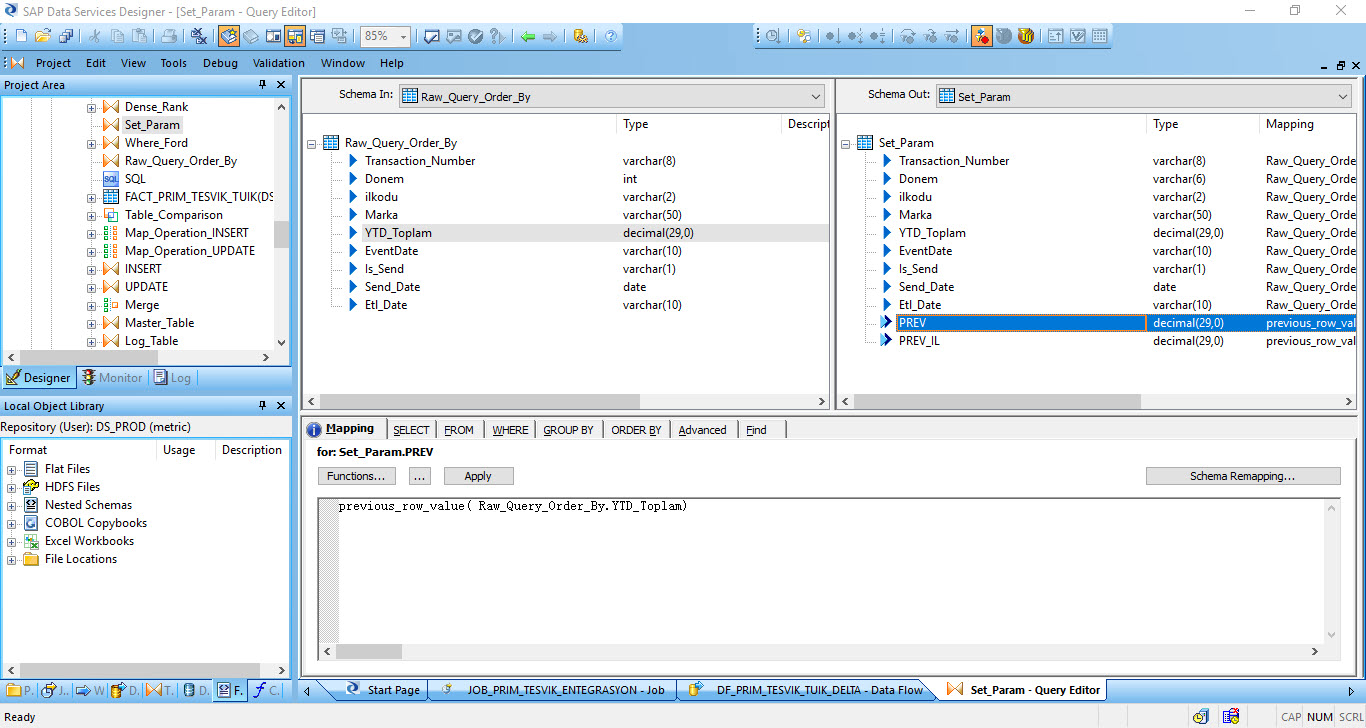 SAP Data Services Designer - [Set_Param - Query Editor]
85%
Project Edit View Tools Debug Validation Window Help
Project Area
Dense_Rank
Set_Param
Where_Ford
Raw_Query_Order_By
SQL SQL
FACT_PRIM_TESVIK_TUIK(DS
Table_Comparison
Map_Operation_INSERT
Map_Operation_UPDATE
INSERT
UPDATE
Merge
Master_Table
Log_Table
Designer Monitor Log
Local Object Library
Repository (User): DS_PROD (metric)
Format Usage Description
Flat Files
HDFS Files
Nested Schemas
COBOL Copybooks
Excel Workbooks
File Locations
P. J.. W D. T. D. F. C.
Schema In: Raw_Query_Order_By
Type Descript
Raw_Query_Order_By
Transaction_Number varchar(8)
Donem int
ilkodu varchar(2)
Marka varchar(50)
YTD_Toplam decimal(29,0)
EventDate varchar(10)
Is_Send varchar(1)
Send_Date date
Etl_Date varchar(10)
Schema Out: Set_Param
Type Mapping
Set_Param
Transaction_Number varchar(8) Raw_Query_Orde
Donem varchar(6) Raw_Query_Orde
ilkodu varchar(2) Raw_Query_Orde
Marka varchar(50) Raw_Query_Orde
YTD_Toplam decimal(29,0) Raw_Query_Orde
EventDate varchar(10) Raw_Query_Orde
Is_Send varchar(1) Raw_Query_Orde
Send_Date date Raw_Query_Orde
Etl_Date varchar(10) Raw_Query_Orde
PREV decimal(29,0) previous_row_val
PREV_IL decimal(29,0) previous_row_val
Mapping SELECT FROM WHERE GROUP BY ORDER BY Advanced Find
for: Set_Param.PREV
Functions... ... Apply Schema Remapping...
previous_row_value( Raw_Query_Order_By.YTD_Toplam)
Start Page JOB_PRIM_TESVIK_ENTEGRASYON - Job DF_PRIM_TESVIK_TUIK_DELTA - Data Flow Set_Param - Query Editor
Ready CAP NUM SCRL